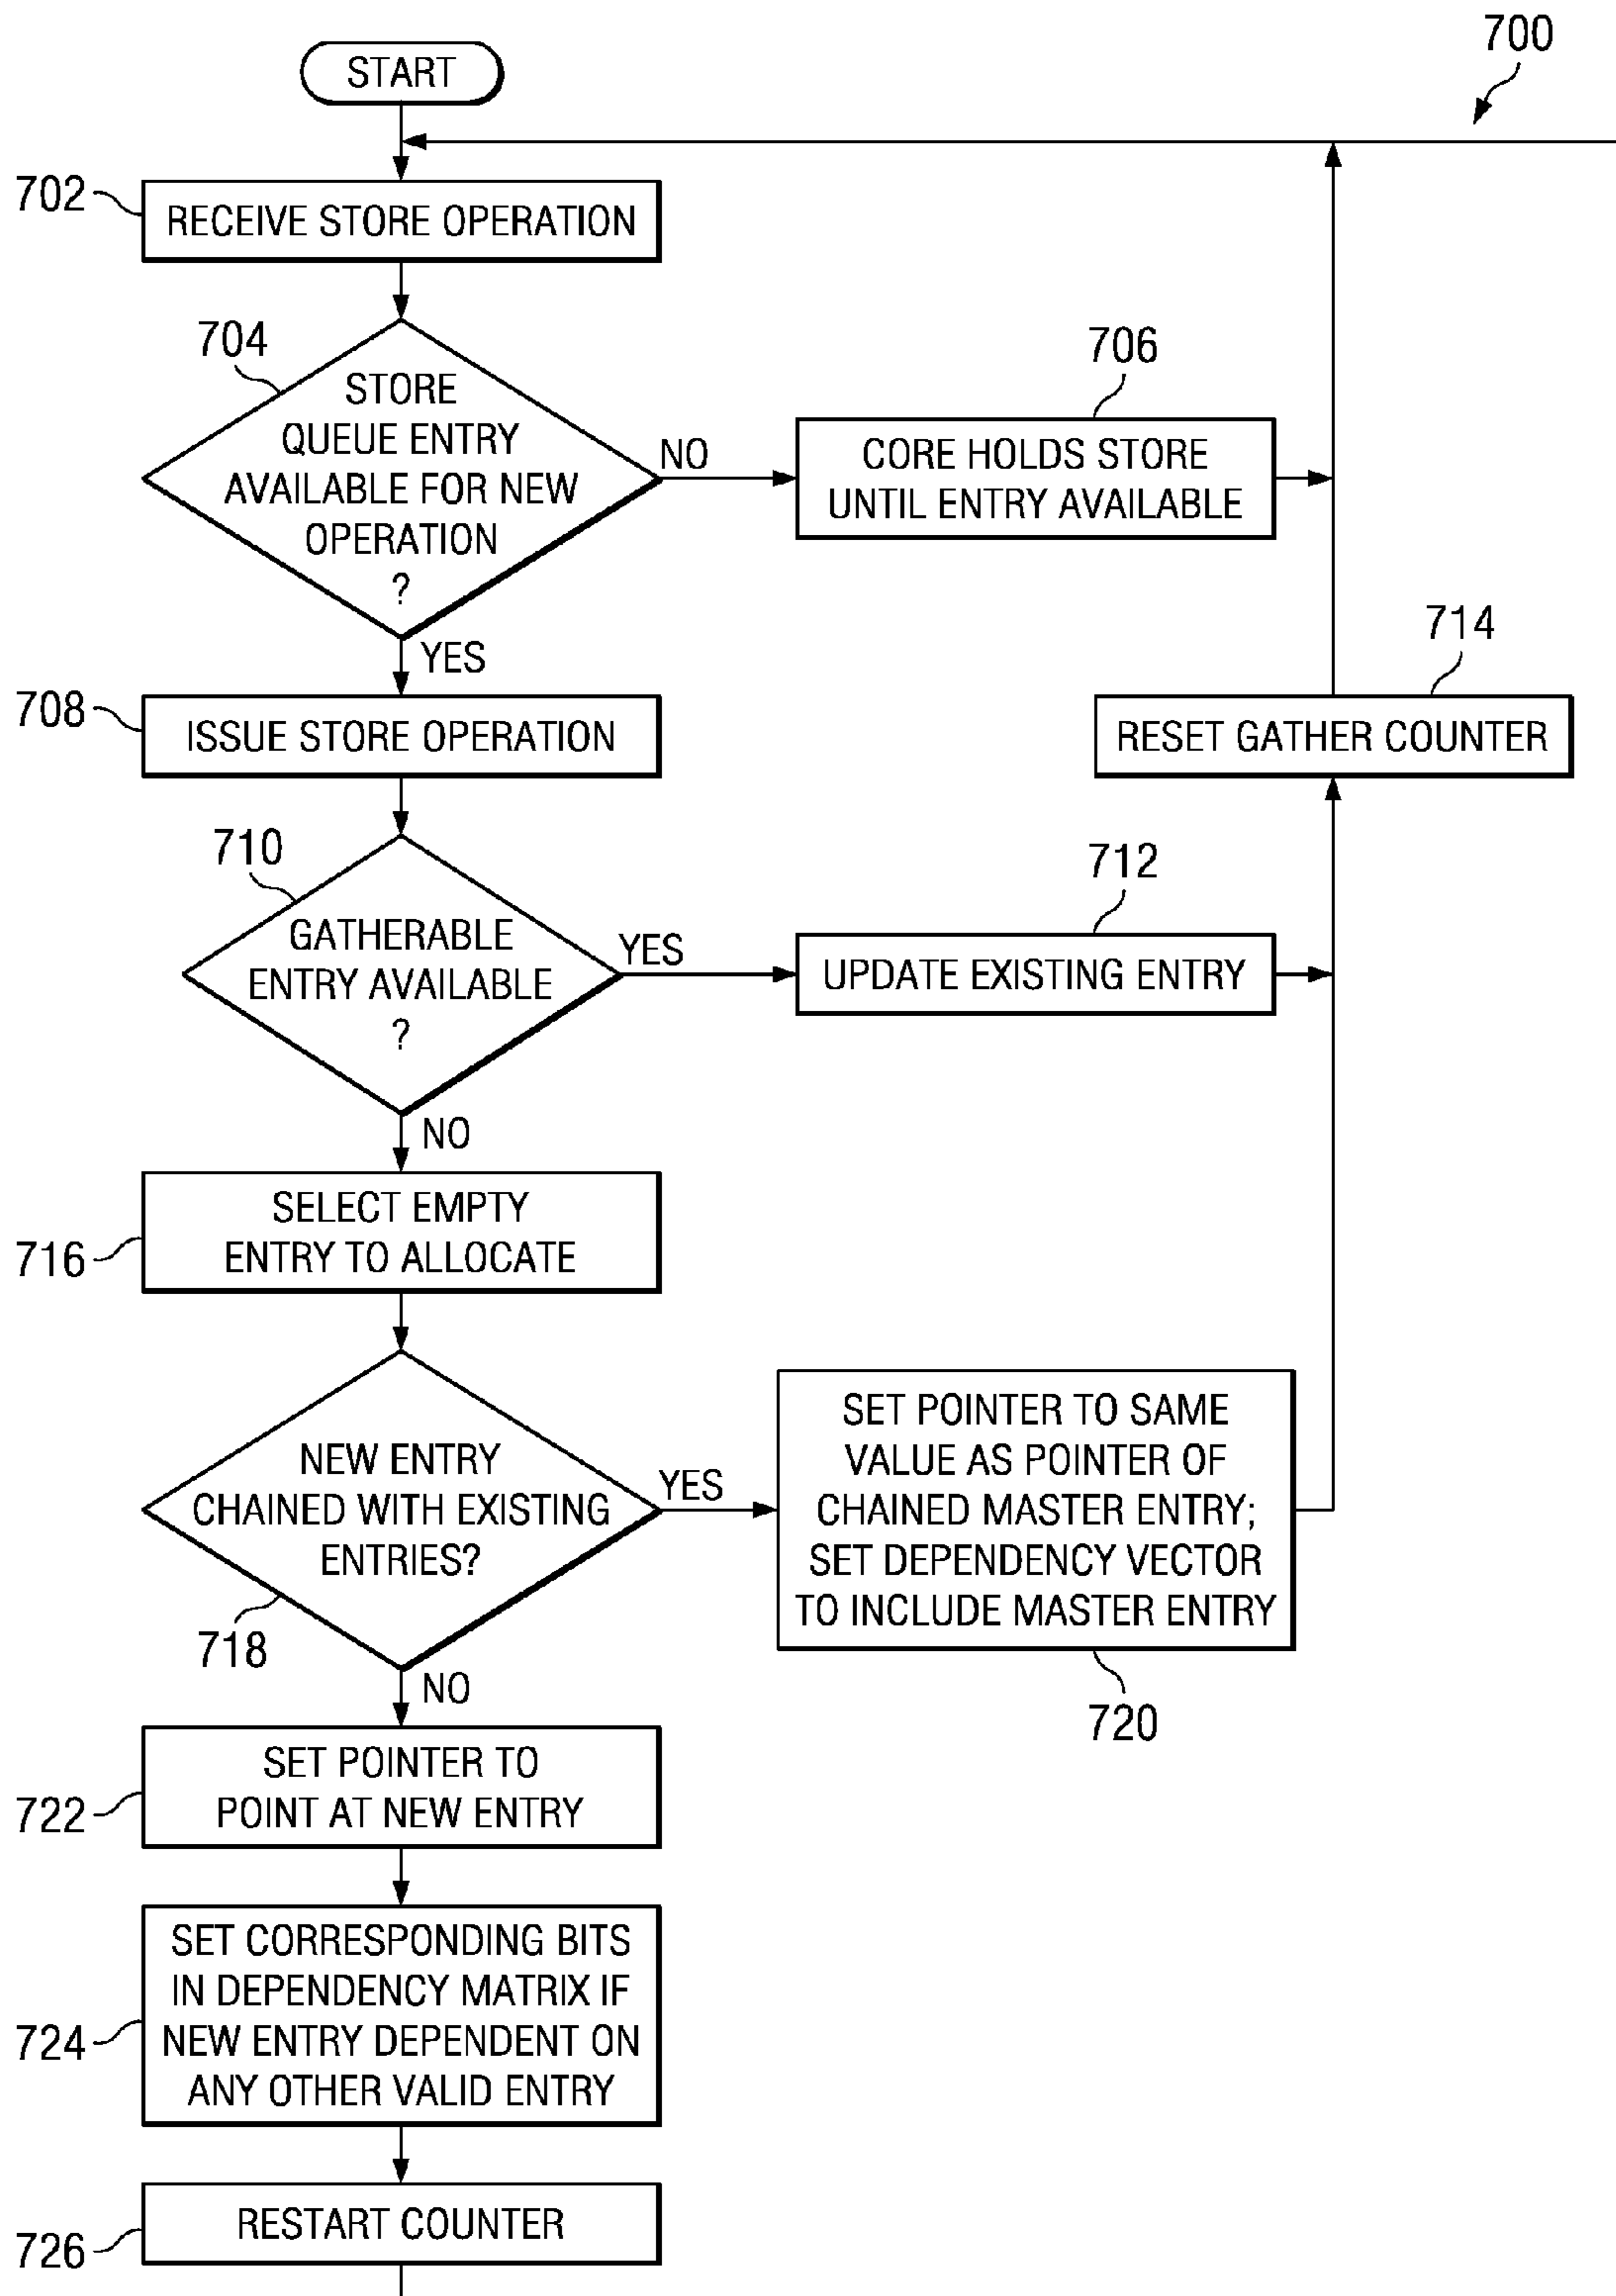 700
START
702
RECEIVE STORE OPERATION
704
STORE
QUEUE ENTRY
AVAILABLE FOR NEW
OPERATION
?
NO
706
CORE HOLDS STORE
UNTIL ENTRY AVAILABLE
YES
714
RESET GATHER COUNTER
708
ISSUE STORE OPERATION
710
GATHERABLE
ENTRY AVAILABLE
?
YES
712
UPDATE EXISTING ENTRY
NO
716
SELECT EMPTY
ENTRY TO ALLOCATE
NEW ENTRY
CHAINED WITH EXISTING
ENTRIES?
718
YES
SET POINTER TO SAME
VALUE AS POINTER OF
CHAINED MASTER ENTRY;
SET DEPENDENCY VECTOR
TO INCLUDE MASTER ENTRY
720
NO
722
SET POINTER TO
POINT AT NEW ENTRY
724
SET CORRESPONDING BITS
IN DEPENDENCY MATRIX IF
NEW ENTRY DEPENDENT ON
ANY OTHER VALID ENTRY
726
RESTART COUNTER